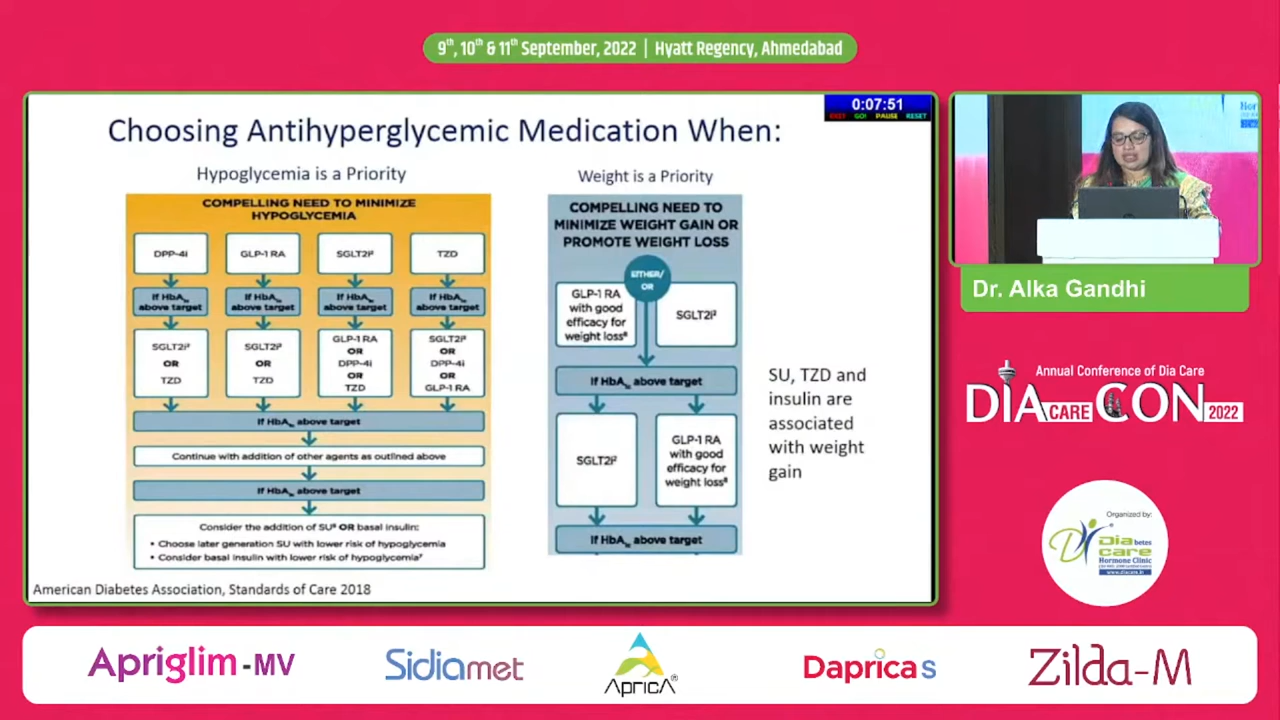 9th, 10th & 11th September, 2022 | Hyatt Regency, Ahmedabad
0:07:51
EXIT GO! PAUSE RESET
Choosing Antihyperglycemic Medication When:
Hypoglycemia is a Priority
COMPELLING NEED TO MINIMIZE
HYPOGLYCEMIA
DPP-4i GLP-1 RA SGLT2i² TZD
If HbA1c above target If HbA1c above target If HbA1c above target If HbA1c above target
SGLT2i²
OR
TZD
SGLT2i²
OR
TZD
GLP-1 RA
OR
DPP-4i
OR
TZD
SGLT2i²
OR
DPP-4i
OR
GLP-1 RA
If HbA1c above target
Continue with addition of other agents as outlined above
If HbA1c above target
Consider the addition of SU⁶ OR basal insulin:
• Choose later generation SU with lower risk of hypoglycemia
• Consider basal insulin with lower risk of hypoglycemia⁷
Weight is a Priority
COMPELLING NEED TO
MINIMIZE WEIGHT GAIN OR
PROMOTE WEIGHT LOSS
EITHER/
OR
GLP-1 RA
with good
efficacy for
weight loss⁸
SGLT2i²
If HbA1c above target
SGLT2i²
GLP-1 RA
with good
efficacy for
weight loss⁸
If HbA1c above target
SU, TZD and
insulin are
associated
with weight
gain
American Diabetes Association, Standards of Care 2018
Dr. Alka Gandhi
Annual Conference of Dia Care
DIA CARE CON 2022
Organized by:
Diabetes
care
Hormone Clinic
www.diacare.in
Apriglim-MV
Sidiamet
APRICA®
Daprica S
Zilda-M